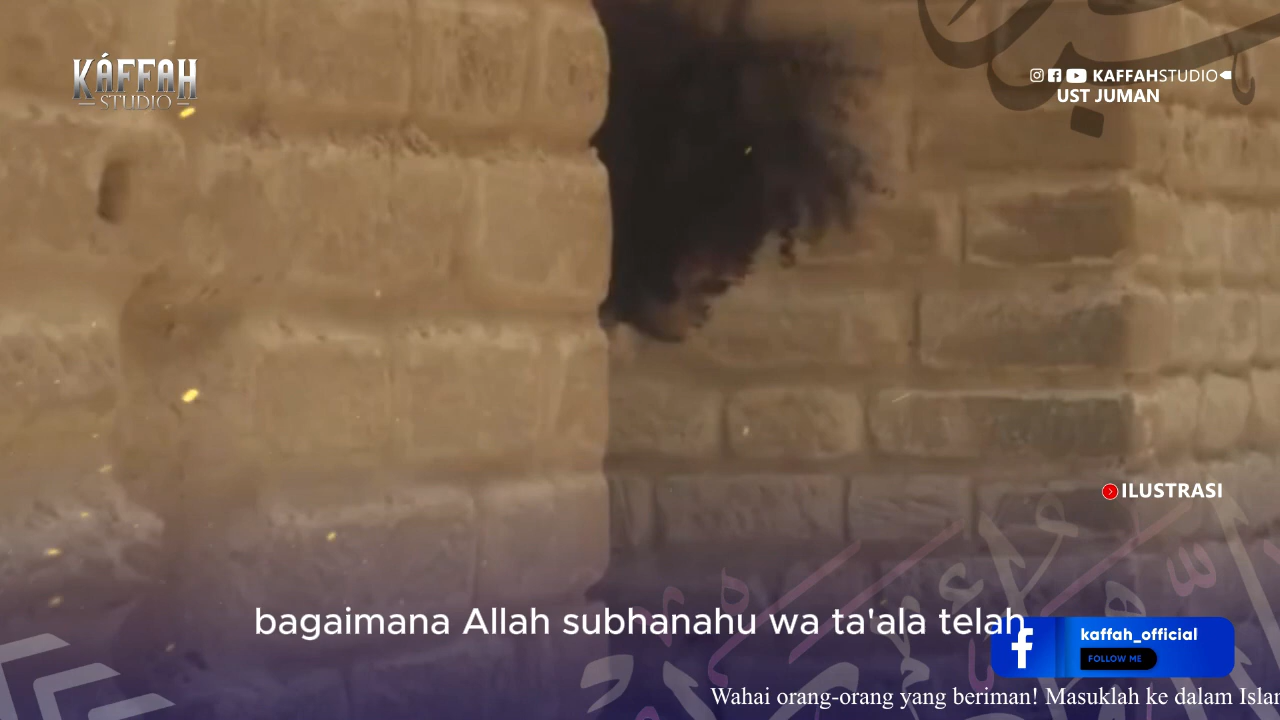 KÁFFAH
STUDIO
KAFFAHSTUDIO
UST JUMAN
ILUSTRASI
bagaimana Allah subhanahu wa ta'ala telah
kaffah_official
FOLLOW ME
Wahai orang-orang yang beriman! Masuklah ke dalam Islam